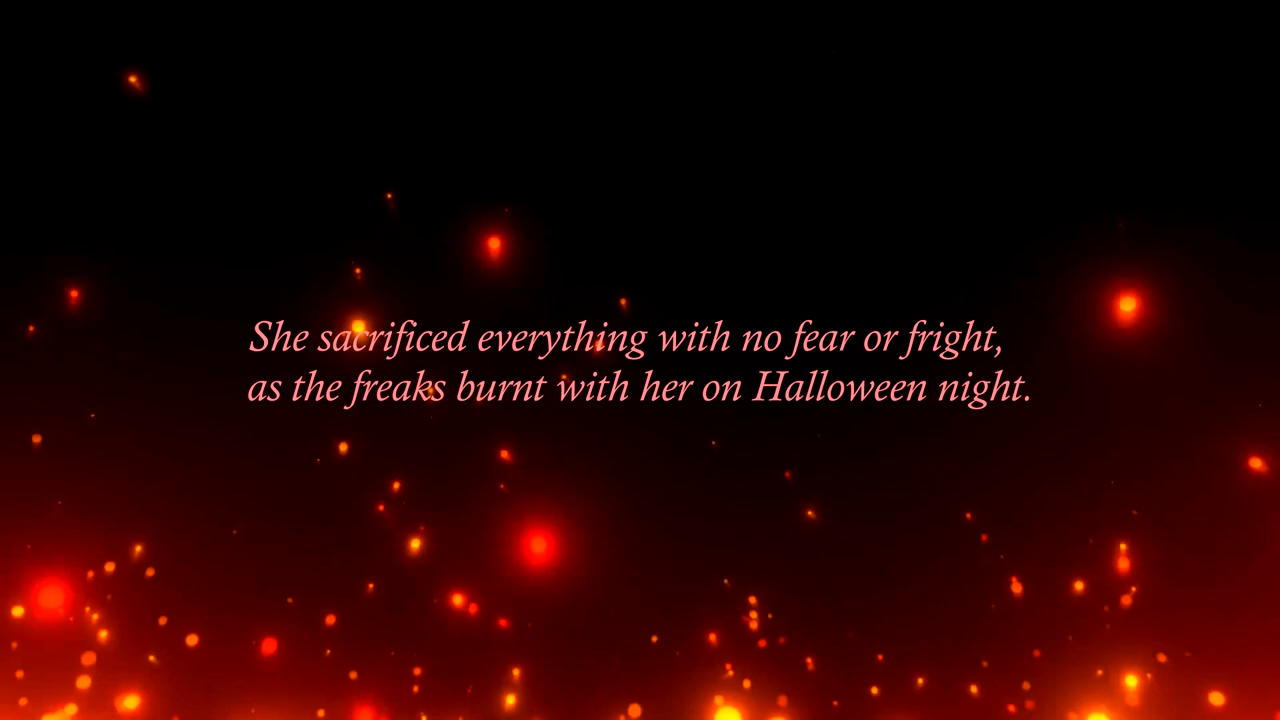 She sacrificed everything with no fear or fright,
as the freaks burnt with her on Halloween night.